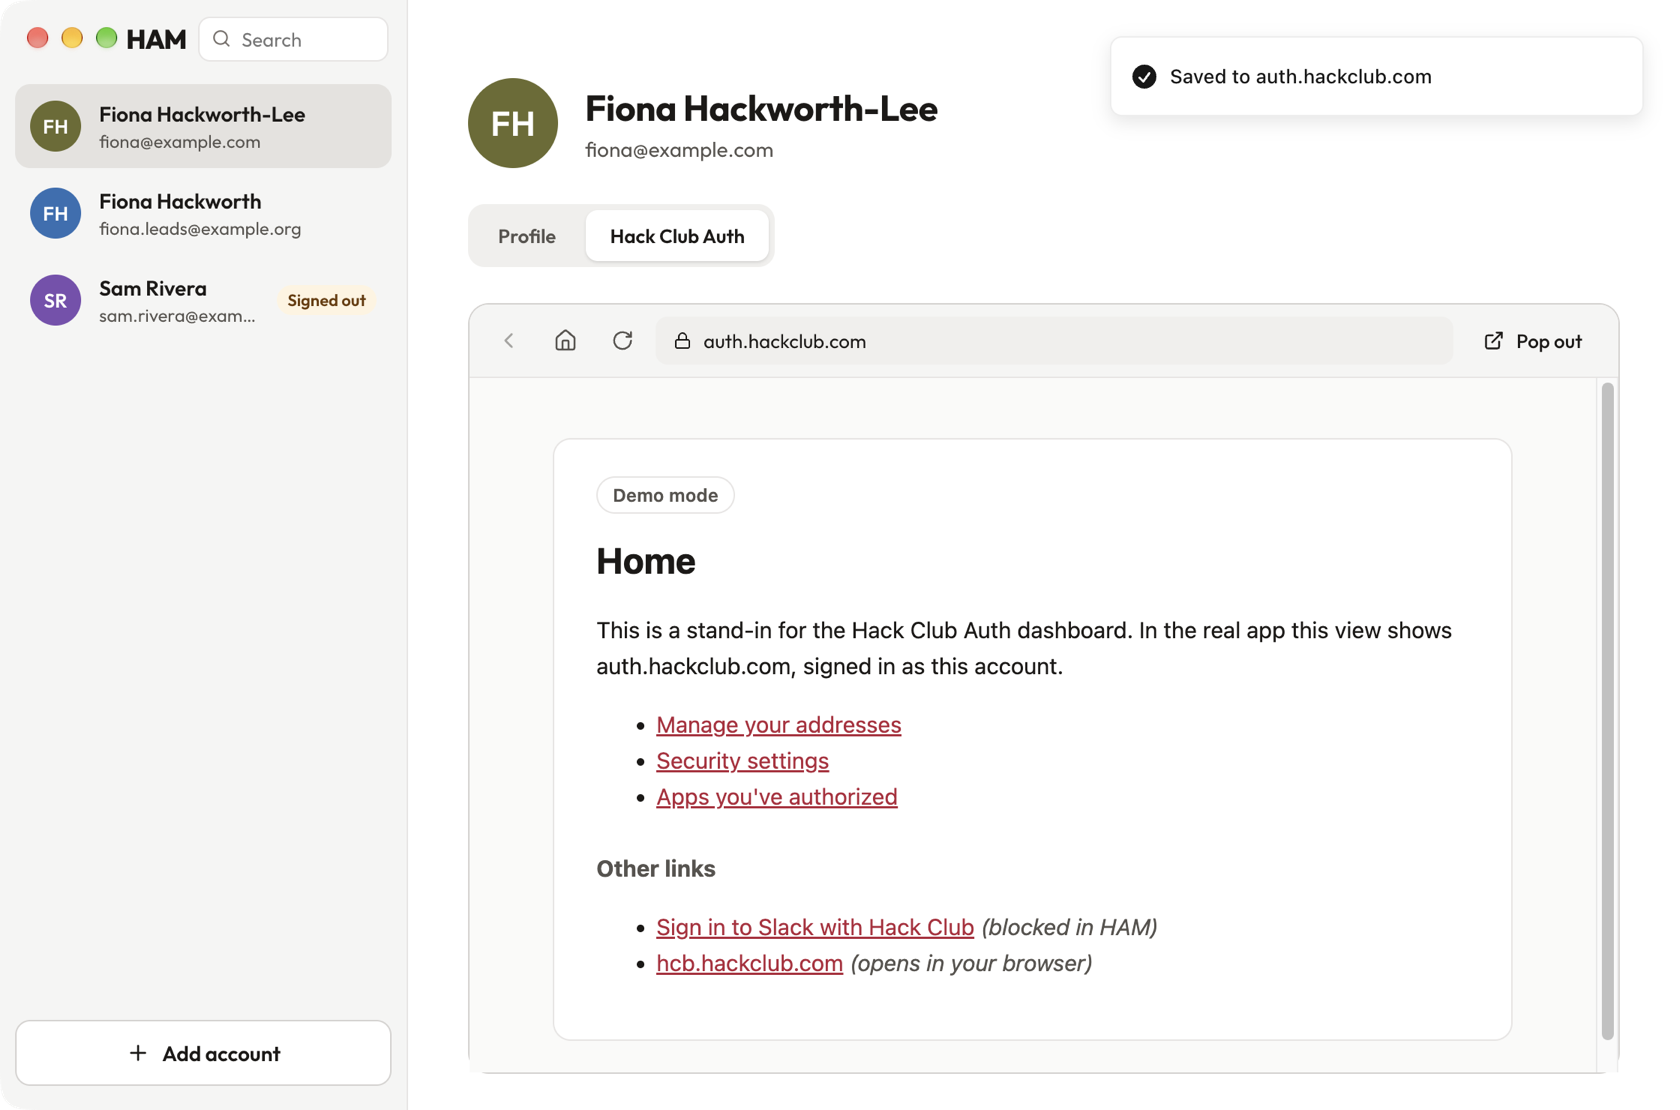 HAM
Search
FH
Fiona Hackworth-Lee
fiona@example.com
FH
Fiona Hackworth
fiona.leads@example.org
SR
Sam Rivera
sam.rivera@exam...
Signed out
Add account
FH
Fiona Hackworth-Lee
fiona@example.com
Saved to auth.hackclub.com
Profile
Hack Club Auth
auth.hackclub.com
Pop out
Demo mode
Home
This is a stand-in for the Hack Club Auth dashboard. In the real app this view shows
auth.hackclub.com, signed in as this account.
• Manage your addresses
• Security settings
• Apps you've authorized
Other links
• Sign in to Slack with Hack Club (blocked in HAM)
• hcb.hackclub.com (opens in your browser)